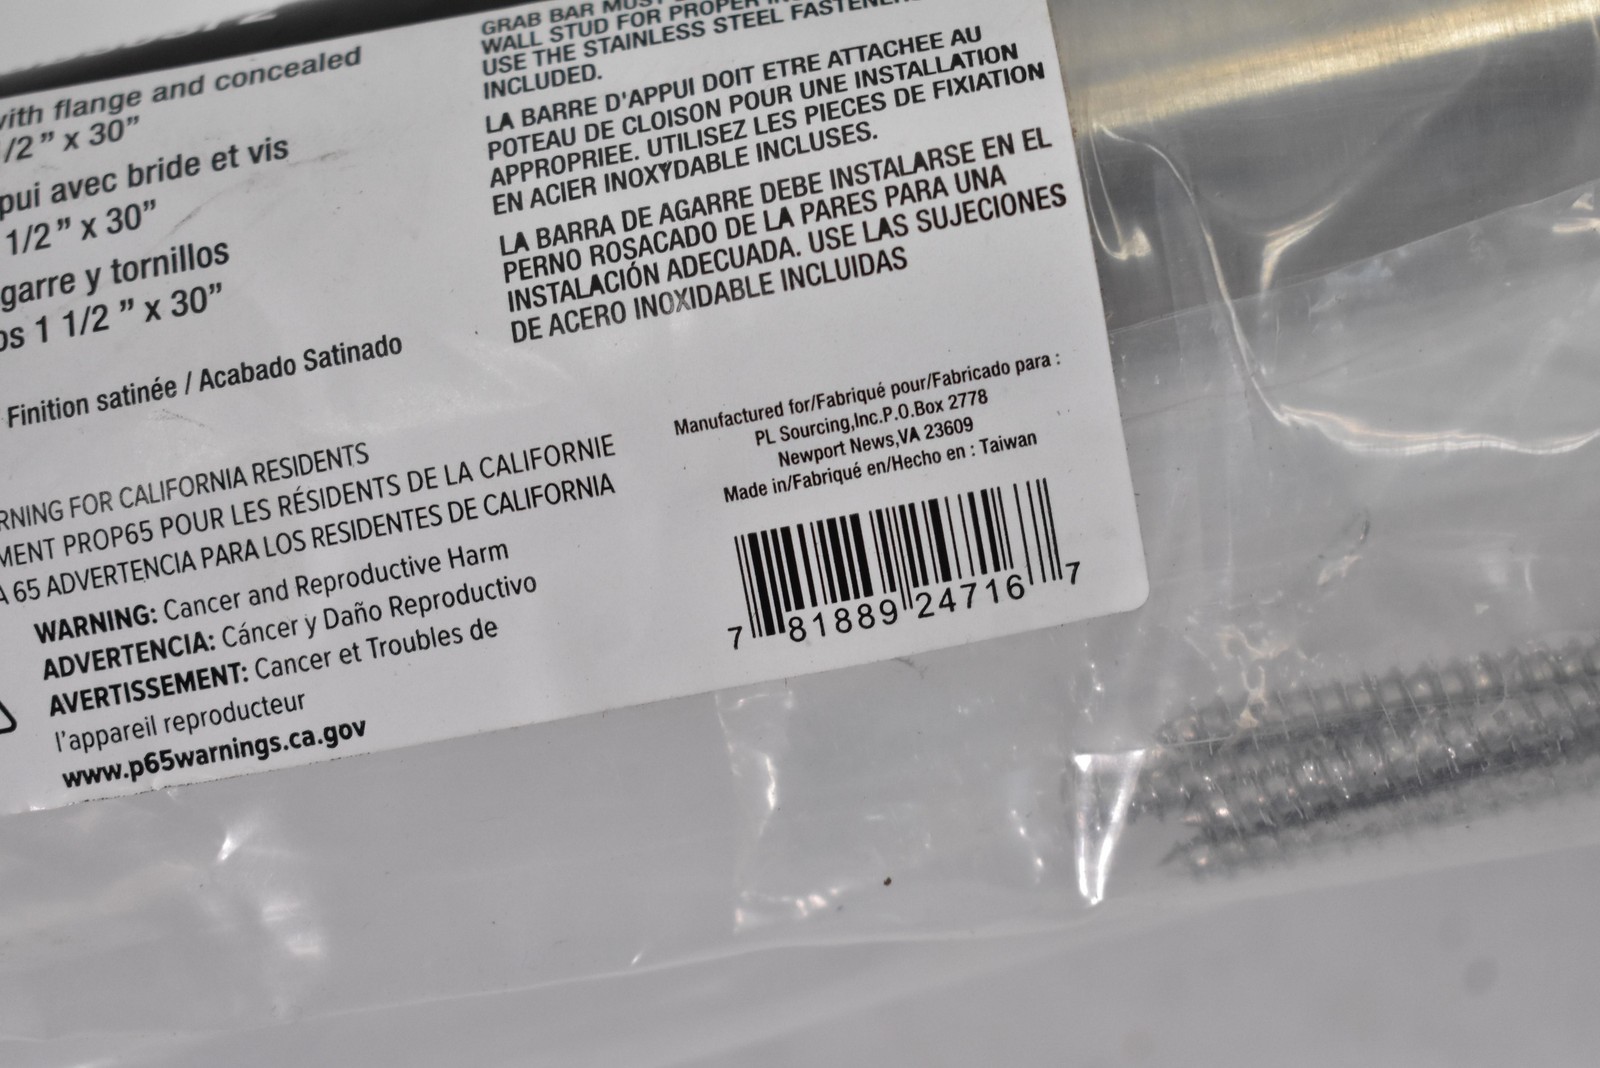 with flange and concealed
1/2" x 30"
pui avec bride et vis
1/2" x 30"
garre y tornillos
os 1 1/2 " x 30"
Finition satinée / Acabado Satinado
GRAB BAR MUST
WALL STUD FOR PROPER
USE THE STAINLESS STEEL FASTENERS
INCLUDED.
LA BARRE D'APPUI DOIT ETRE ATTACHEE AU
POTEAU DE CLOISON POUR UNE INSTALLATION
APPROPRIEE. UTILISEZ LES PIECES DE FIXIATION
EN ACIER INOXYDABLE INCLUSES.
LA BARRA DE AGARRE DEBE INSTALARSE EN EL
PERNO ROSACADO DE LA PARES PARA UNA
INSTALACIÓN ADECUADA. USE LAS SUJECIONES
DE ACERO INOXIDABLE INCLUIDAS
RNING FOR CALIFORNIA RESIDENTS
MENT PROP65 POUR LES RÉSIDENTS DE LA CALIFORNIE
A 65 ADVERTENCIA PARA LOS RESIDENTES DE CALIFORNIA
WARNING: Cancer and Reproductive Harm
ADVERTENCIA: Cáncer y Daño Reproductivo
AVERTISSEMENT: Cancer et Troubles de
l'appareil reproducteur
www.p65warnings.ca.gov
Manufactured for/Fabriqué pour/Fabricado para :
PL Sourcing,Inc.P.O.Box 2778
Newport News,VA 23609
Made in/Fabriqué en/Hecho en : Taiwan
7 81889 24716 7